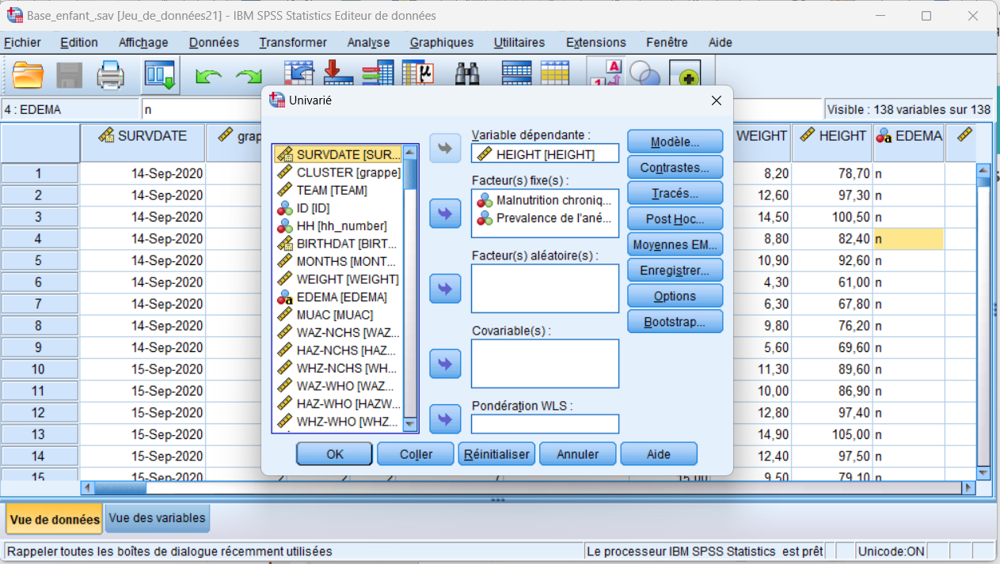 Base_enfant_.sav [Jeu_de_données21] - IBM SPSS Statistics Editeur de données
Fichier Edition Affichage Données Transformer Analyse Graphiques Utilitaires Extensions Fenêtre Aide
4 : EDEMA n Visible : 138 variables sur 138
SURVDATE WEIGHT HEIGHT EDEMA
1 14-Sep-2020 8,20 78,70 n
2 14-Sep-2020 12,60 97,30 n
3 14-Sep-2020 14,50 100,50 n
4 14-Sep-2020 8,80 82,40 n
5 14-Sep-2020 10,90 92,60 n
6 14-Sep-2020 4,30 61,00 n
7 14-Sep-2020 6,30 67,80 n
8 14-Sep-2020 9,80 76,20 n
9 14-Sep-2020 5,60 69,60 n
10 15-Sep-2020 11,30 89,60 n
11 15-Sep-2020 10,00 86,90 n
12 15-Sep-2020 12,80 97,40 n
13 15-Sep-2020 14,90 105,00 n
14 15-Sep-2020 12,40 97,50 n
15 15-Sep-2020 9,50 79,10 n
Univarié
SURVDATE [SUR...
CLUSTER [grappe]
TEAM [TEAM]
ID [ID]
HH [hh_number]
BIRTHDAT [BIRT...
MONTHS [MONT...
WEIGHT [WEIGHT]
EDEMA [EDEMA]
MUAC [MUAC]
WAZ-NCHS [WAZ...
HAZ-NCHS [HAZ...
WHZ-NCHS [WH...
WAZ-WHO [WAZ...
HAZ-WHO [HAZW...
WHZ-WHO [WHZ...
Variable dépendante :
HEIGHT [HEIGHT]
Facteur(s) fixe(s) :
Malnutrition chroniq...
Prevalence de l'ané...
Facteur(s) aléatoire(s) :
Covariable(s) :
Pondération WLS :
Modèle...
Contrastes...
Tracés...
Post Hoc...
Moyennes EM...
Enregistrer...
Options
Bootstrap...
OK Coller Réinitialiser Annuler Aide
Vue de données Vue des variables
Rappeler toutes les boîtes de dialogue récemment utilisées Le processeur IBM SPSS Statistics est prêt Unicode:ON